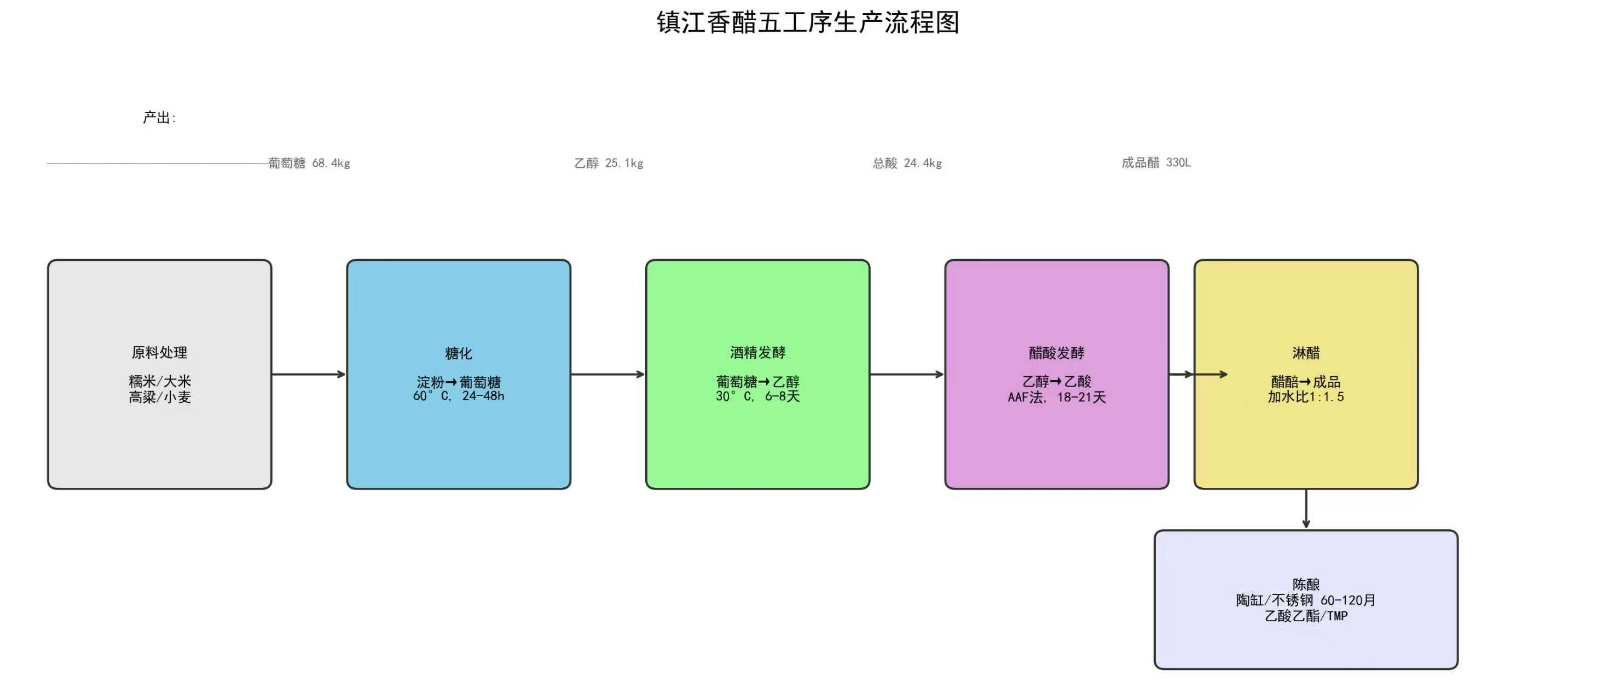 镇江香醋五工序生产流程图
产出:
葡萄糖 68.4kg
乙醇 25.1kg
总酸 24.4kg
成品醋 330L
原料处理
糯米/大米
高粱/小麦
糖化
淀粉→葡萄糖
60°C, 24-48h
酒精发酵
葡萄糖→乙醇
30°C, 6-8天
醋酸发酵
乙醇→乙酸
AAF法, 18-21天
淋醋
醋醅→成品
加水比1:1.5
陈酿
陶缸/不锈钢 60-120月
乙酸乙酯/TMP